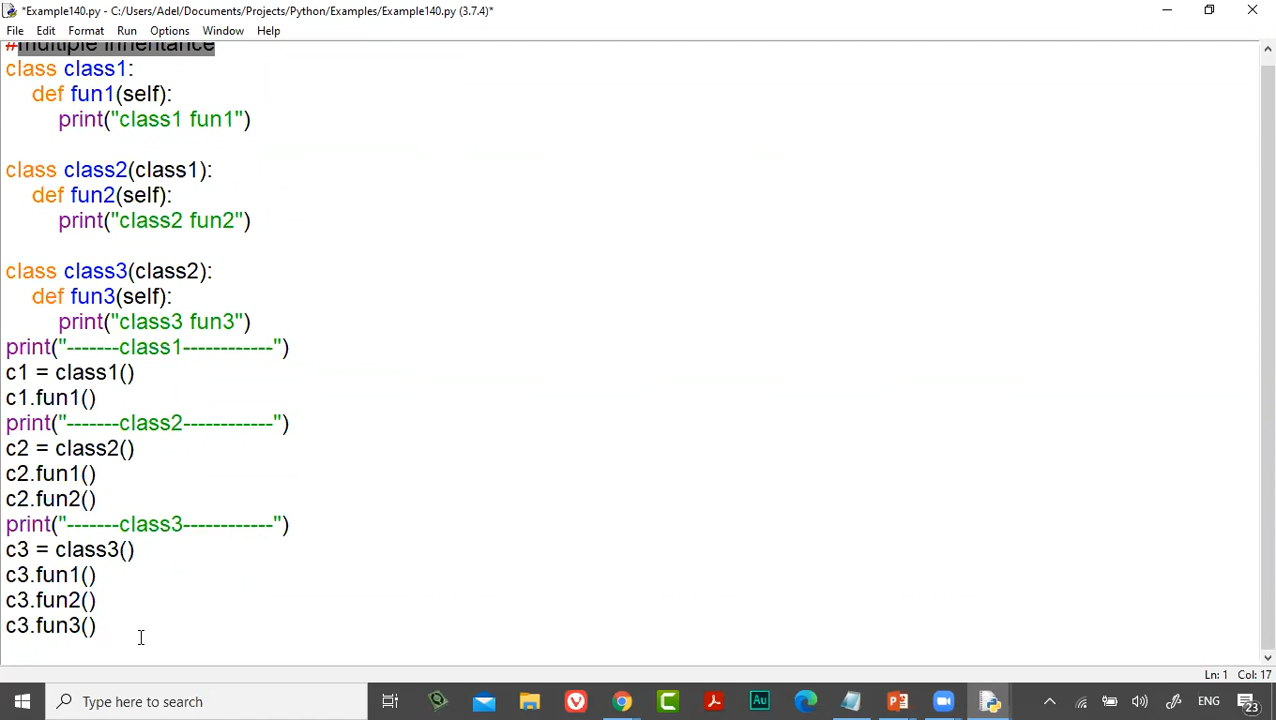 *Example140.py - C:/Users/Adel/Documents/Projects/Python/Examples/Example140.py (3.7.4)*
File Edit Format Run Options Window Help
#multiple inheritance
class class1:
    def fun1(self):
        print("class1 fun1")
class class2(class1):
    def fun2(self):
        print("class2 fun2")
class class3(class2):
    def fun3(self):
        print("class3 fun3")
print("-------class1------------")
c1 = class1()
c1.fun1()
print("-------class2------------")
c2 = class2()
c2.fun1()
c2.fun2()
print("-------class3------------")
c3 = class3()
c3.fun1()
c3.fun2()
c3.fun3()
Ln: 1 Col: 17
Type here to search
Au
ENG
23